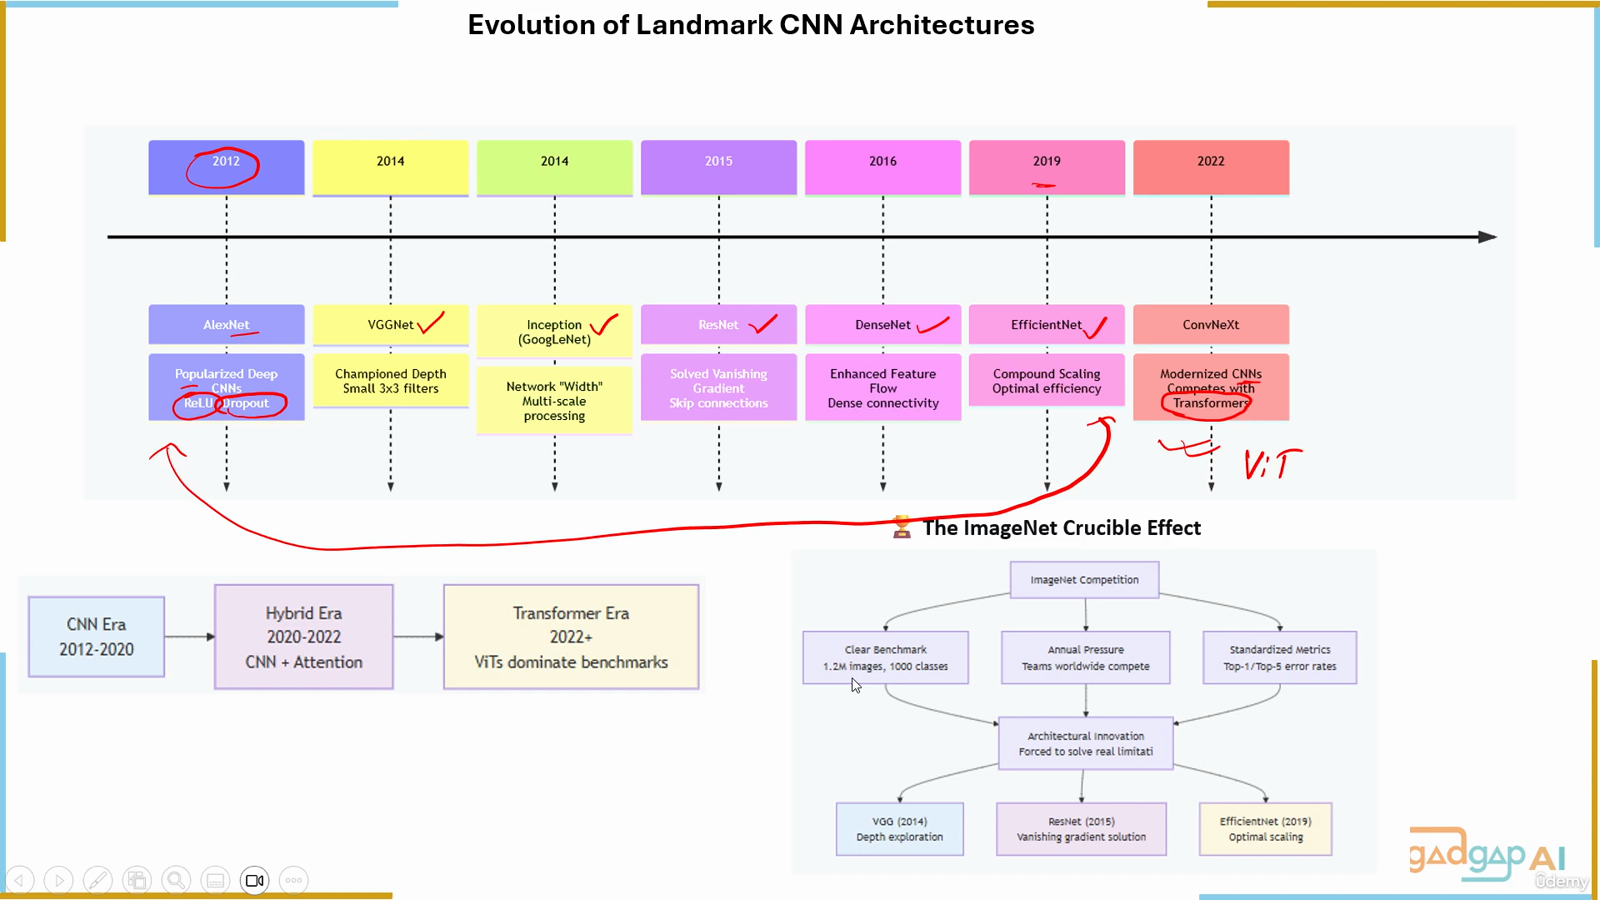 Evolution of Landmark CNN Architectures
2012
2014
2014
2015
2016
2019
2022
AlexNet
Popularized Deep
CNNs
ReLU Dropout
VGGNet
Championed Depth
Small 3x3 filters
Inception
(GoogLeNet)
Network "Width"
Multi-scale
processing
ResNet
Solved Vanishing
Gradient
Skip connections
DenseNet
Enhanced Feature
Flow
Dense connectivity
EfficientNet
Compound Scaling
Optimal efficiency
ConvNeXt
Modernized CNNs
Competes with
Transformers
ViT
CNN Era
2012-2020
Hybrid Era
2020-2022
CNN + Attention
Transformer Era
2022+
ViTs dominate benchmarks
The ImageNet Crucible Effect
ImageNet Competition
Clear Benchmark
1.2M images, 1000 classes
Annual Pressure
Teams worldwide compete
Standardized Metrics
Top-1/Top-5 error rates
Architectural Innovation
Forced to solve real limitati
VGG (2014)
Depth exploration
ResNet (2015)
Vanishing gradient solution
EfficientNet (2019)
Optimal scaling
gadgap AI
Udemy